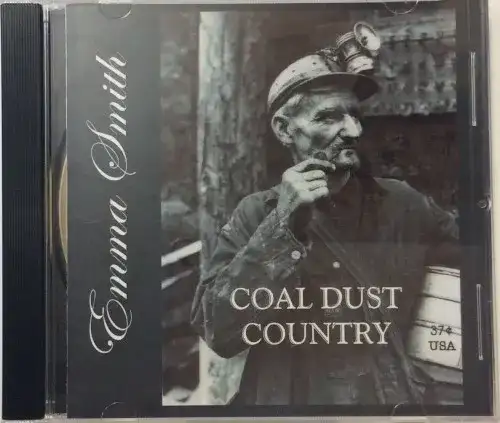 Emma Smith
COAL DUST
COUNTRY
37¢
USA